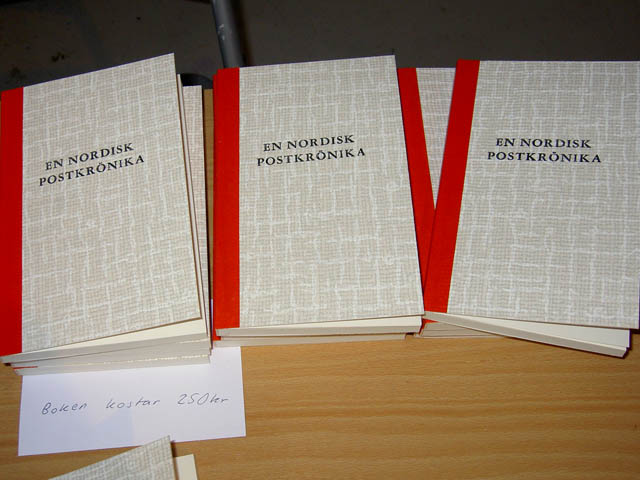 EN NORDISK
POSTKRÖNIKA
EN NORDISK
POSTKRÖNIKA
EN NORDISK
POSTKRÖNIKA
Boken kostar 250kr